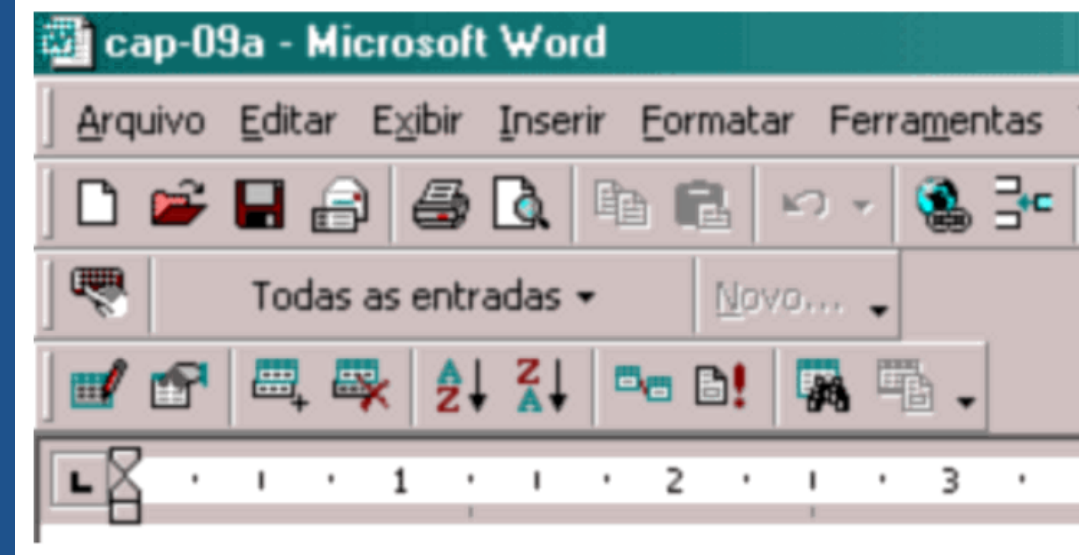 cap-09a - Microsoft Word
Arquivo Editar Exibir Inserir Formatar Ferramentas
Todas as entradas Novo...
1 2 3